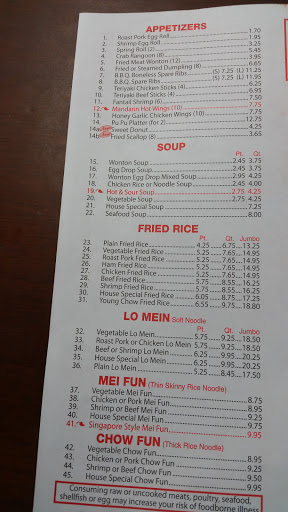 APPETIZERS
1. Roast Pork Egg Roll 1.70
2. Shrimp Egg Roll 1.95
3. Spring Roll (2) 3.25
4. Crab Rangoon (8) 5.45
5. Fried Meat Wonton (12) 5.95
6. Fried or Steamed Dumpling (8) 6.25
7. B.B.Q. Boneless Spare Ribs (S) 7.25 (L) 11.25
8. B.B.Q. Spare Ribs (S) 7.25 (L) 11.95
9. Teriyaki Chicken Sticks (4) 7.25
10. Teriyaki Beef Sticks (4) 7.50
11. Fantail Shrimp (6) 7.50
12. Mandarin Hot Wings (10) 7.75
13. Honey Garlic Chicken Wings (10) 7.75
14. Pu Pu Platter (for 2) 12.75
14a. Sweet Donut 4.25
14b. Fried Scallop (8) 3.65
SOUP
Pt. Qt.
15. Wonton Soup 2.45 3.75
16. Egg Drop Soup 2.45 3.75
17. Wonton Egg Drop Mixed Soup 2.95 4.25
18. Chicken Rice or Noodle Soup 2.45 4.00
19. Hot & Sour Soup 2.75 4.25
20. Vegetable Soup 2.75 4.25
21. House Special Soup 7.25
22. Seafood Soup 8.00
FRIED RICE
Pt. Qt. Jumbo
23. Plain Fried Rice 4.25 6.75 13.25
24. Vegetable Fried Rice 5.25 7.65 14.95
25. Roast Pork Fried Rice 5.25 7.65 14.95
26. Ham Fried Rice 5.25 7.65 14.95
27. Chicken Fried Rice 5.25 7.65 14.95
28. Beef Fried Rice 5.75 8.55 16.25
29. Shrimp Fried Rice 5.75 8.55 16.25
30. House Special Fried Rice 6.05 8.75 17.25
31. Young Chow Fried Rice 6.55 9.75 18.80
LO MEIN Soft Noodle
Pt. Qt. Jumbo
32. Vegetable Lo Mein 5.75 9.25 18.50
33. Roast Pork or Chicken Lo Mein 5.75 9.25 18.50
34. Beef or Shrimp Lo Mein 6.25 9.95 20.25
35. House Special Lo Mein 6.25 9.95 20.25
36. Plain Lo Mein 5.25 8.45 17.50
MEI FUN (Thin Skinny Rice Noodle)
37. Vegetable Mei Fun 8.75
38. Chicken or Pork Mei Fun 8.95
39. Shrimp or Beef Mei Fun 9.25
40. House Special Mei Fun 9.95
41. Singapore Style Mei Fun 9.95
CHOW FUN (Thick Rice Noodle)
42. Vegetable Chow Fun 8.25
43. Chicken or Pork Chow Fun 9.25
44. Shrimp or Beef Chow Fun 9.50
45. House Special Chow Fun 9.95
Consuming raw or uncooked meats, poultry, seafood,
shellfish or egg may increase your risk of foodborne illness